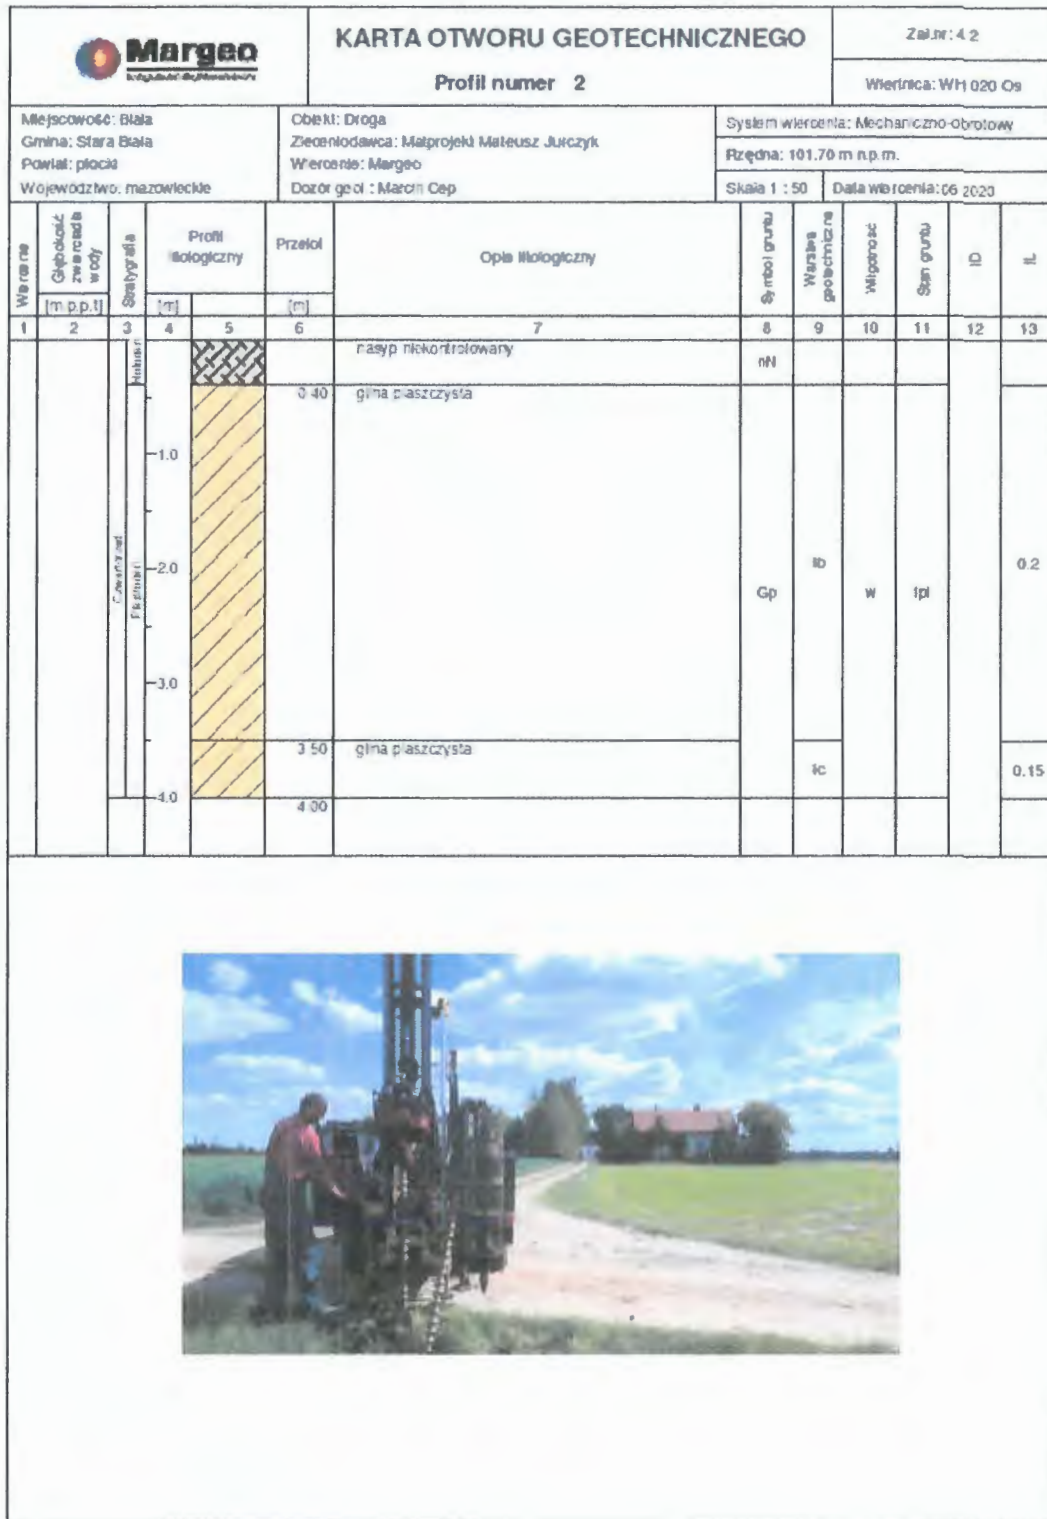 Margeo
KARTA OTWORU GEOTECHNICZNEGO
Profil numer 2
Zał.nr: 4.2
Wiertnica: WH 020 Os
Miejscowość: Biała
Gmina: Stara Biała
Powiat: płocki
Województwo: mazowieckie
Obiekt: Droga
Zleceniodawca: Matprojekt Mateusz Jurczyk
Wiercenie: Margeo
Dozór geol.: Marcin Cep
System wiercenia: Mechaniczno-obrotowy
Rzędna: 101.70 m n.p.m.
Skala 1 : 50 Data wiercenia: 06.2020
Wiercenie
Głębokość zwierciadła wody
[m p.p.t]
Stratygrafia
Profil litologiczny
[m]
Przelot
[m]
Opis litologiczny
Symbol gruntu
Warstwa geotechniczna
Wilgotność
Stan gruntu
ID
IL
1 2 3 4 5 6 7 8 9 10 11 12 13
nasyp niekontrolowany nN
0.40 glina piaszczysta
1.0
2.0
3.0
4.0
Gp w tpl 0.2
3.50 glina piaszczysta 0.15
4.00